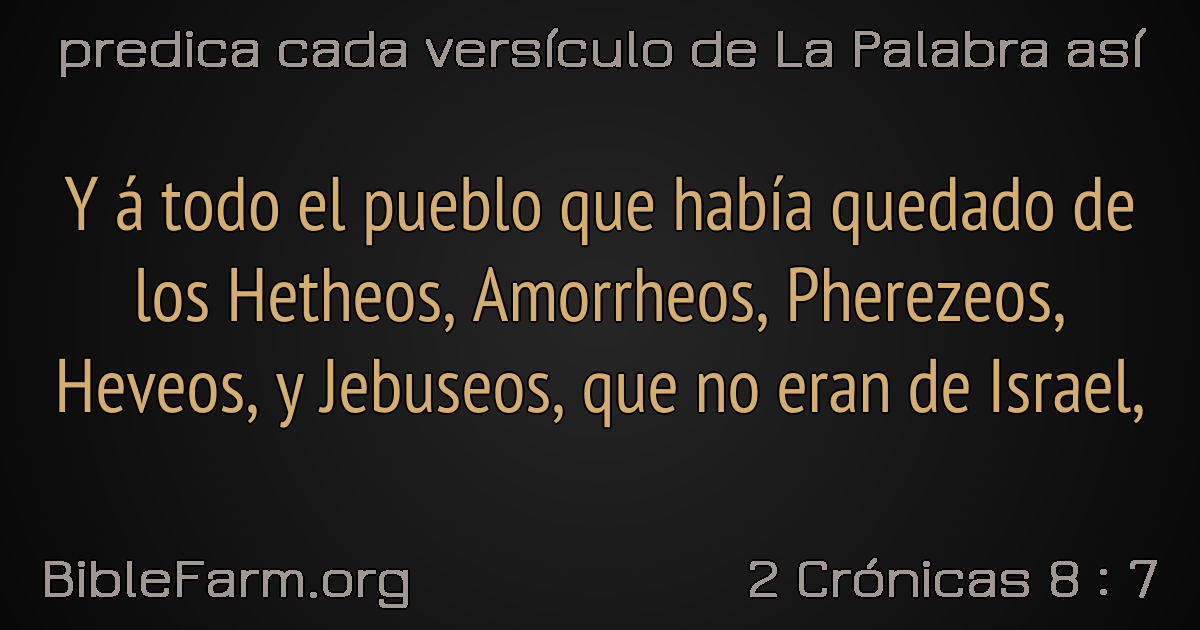 predica cada versículo de La Palabra así
Y á todo el pueblo que había quedado de
los Hetheos, Amorrheos, Pherezeos,
Heveos, y Jebuseos, que no eran de Israel,
BibleFarm.org
2 Crónicas 8 : 7